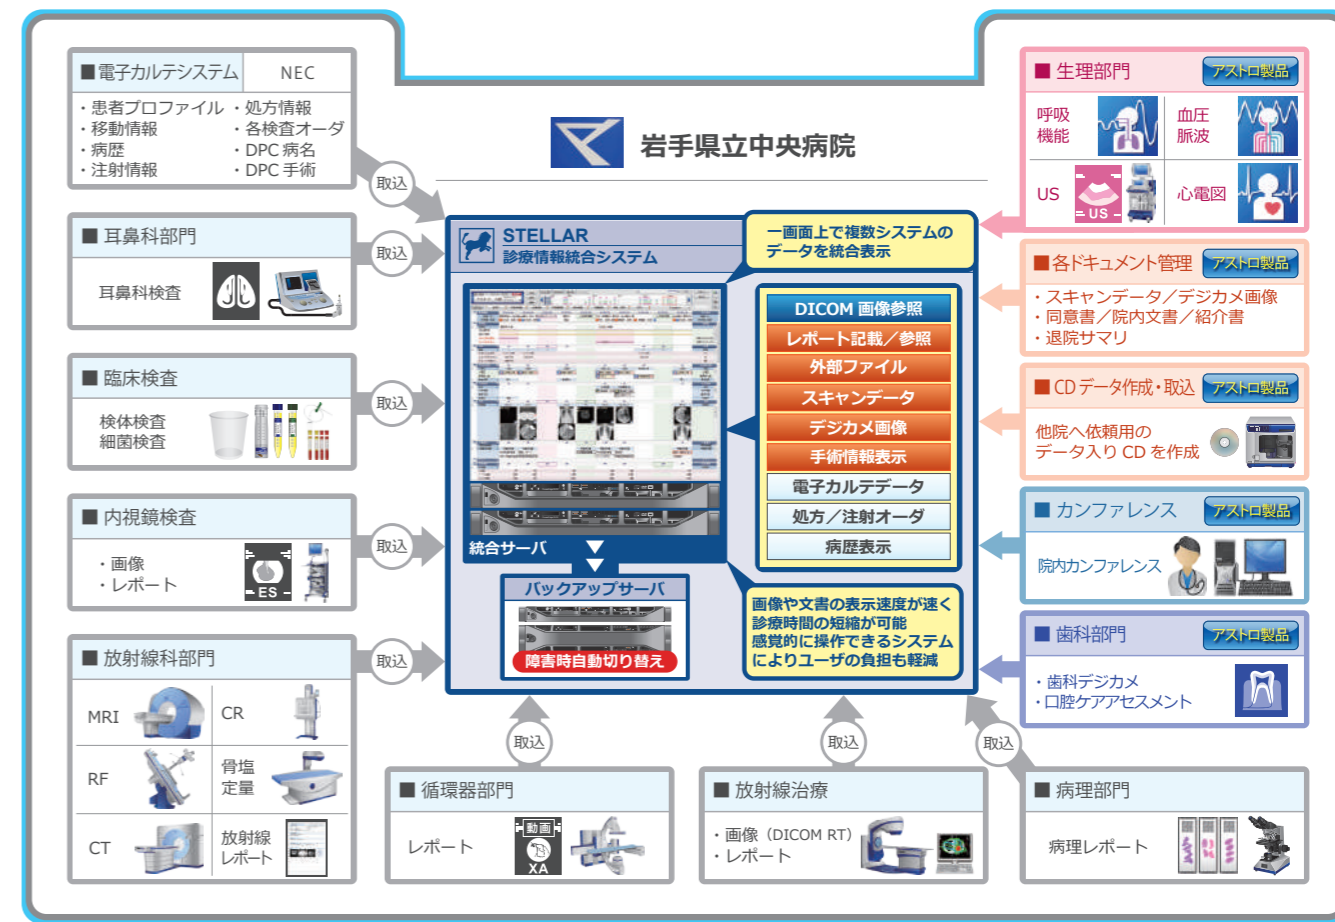 ■電子カルテシステム NEC
・患者プロファイル ・処方情報
・移動情報 ・各検査オーダ
・病歴 ・DPC 病名
・注射情報 ・DPC 手術
取込
■ 耳鼻科部門
耳鼻科検査
取込
■ 臨床検査
検体検査
細菌検査
取込
■ 内視鏡検査
・画像
・レポート
ES
取込
■ 放射線科部門
MRI
CR
RF
骨塩
定量
CT
放射線
レポート
取込
岩手県立中央病院
STELLAR
診療情報統合システム
一画面上で複数システムの
データを統合表示
DICOM 画像参照
レポート記載／参照
外部ファイル
スキャンデータ
デジカメ画像
手術情報表示
電子カルテデータ
処方／注射オーダ
病歴表示
統合サーバ
バックアップサーバ
障害時自動切り替え
画像や文書の表示速度が速く
診療時間の短縮が可能
感覚的に操作できるシステム
によりユーザの負担も軽減
■ 生理部門 アストロ製品
呼吸
機能
血圧
脈波
US
US
心電図
■各ドキュメント管理 アストロ製品
・スキャンデータ／デジカメ画像
・同意書／院内文書／紹介書
・退院サマリ
■CD データ作成・取込 アストロ製品
他院へ依頼用の
データ入り CD を作成
■ カンファレンス アストロ製品
院内カンファレンス
■ 歯科部門 アストロ製品
・歯科デジカメ
・口腔ケアアセスメント
取込
■ 循環器部門
レポート
動画
XA
取込
■ 放射線治療
・画像（DICOM RT）
・レポート
取込
■ 病理部門
病理レポート